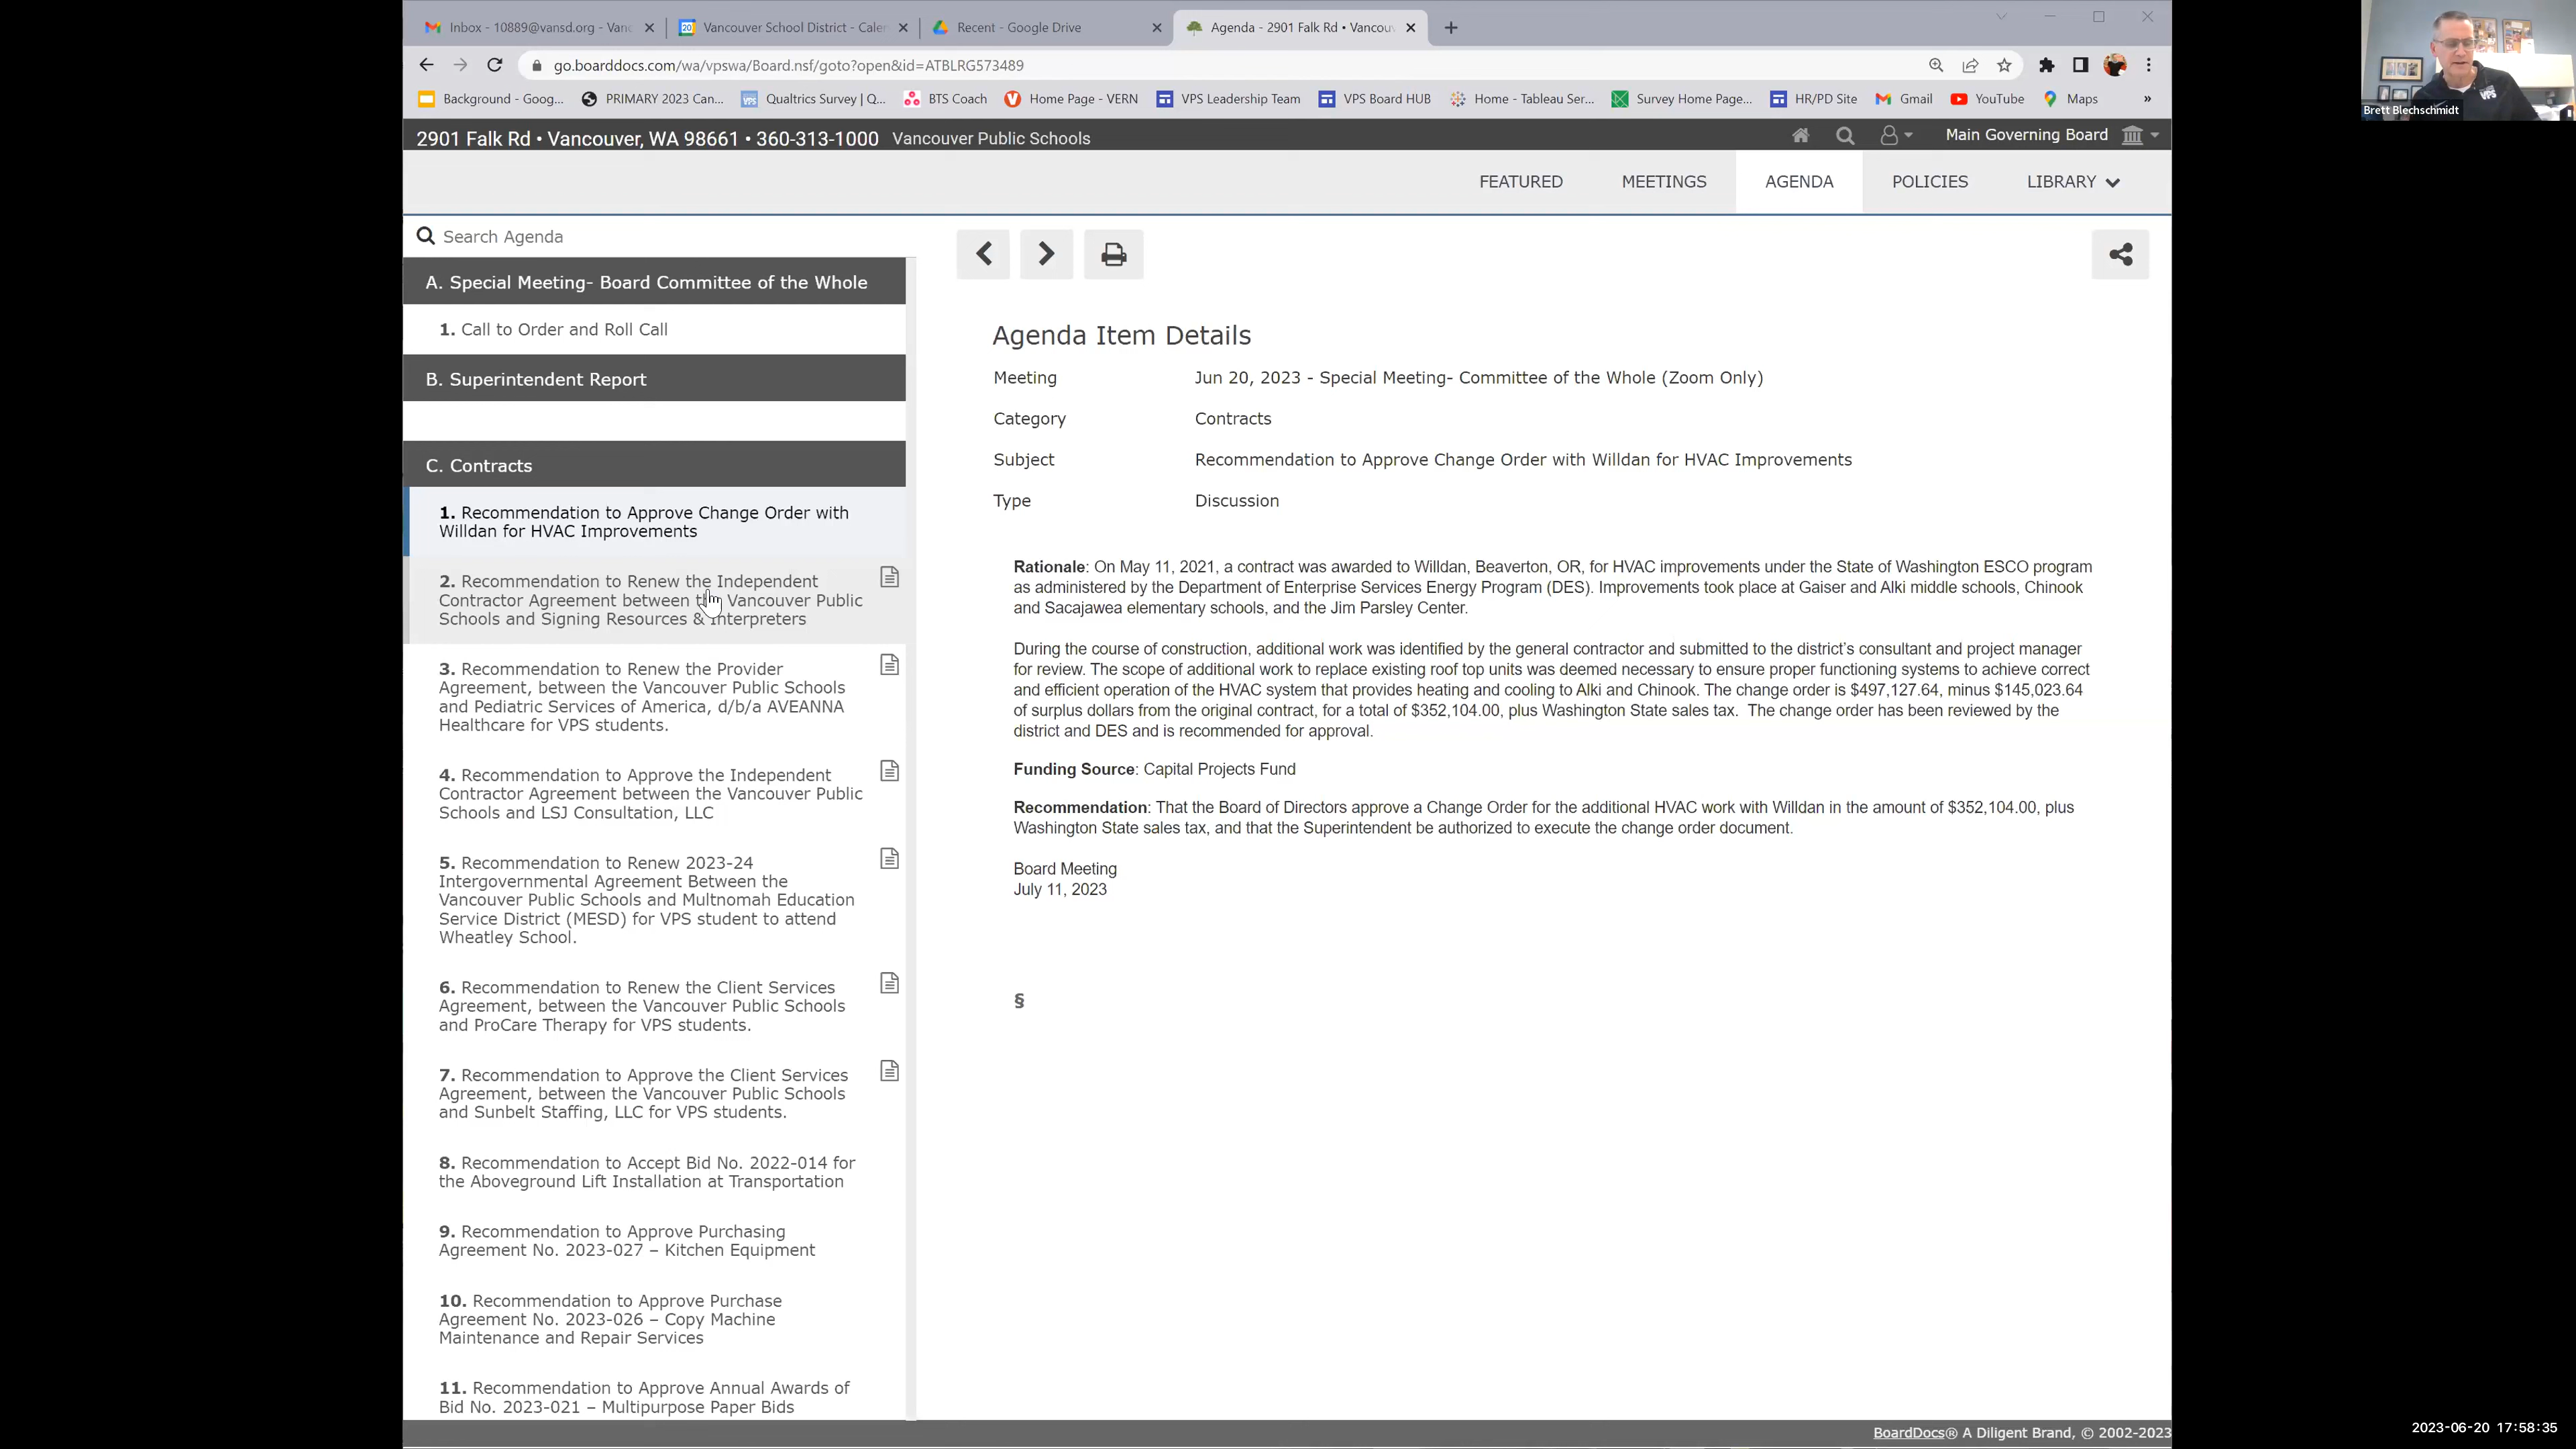 Inbox - 10889@vansd.org - Vanc
Vancouver School District - Caler
Recent - Google Drive
Agenda - 2901 Falk Rd • Vancouv
go.boarddocs.com/wa/vpswa/Board.nsf/goto?open&id=ATBLRG573489
Background - Goog...
PRIMARY 2023 Can...
Qualtrics Survey | Q...
BTS Coach
Home Page - VERN
VPS Leadership Team
VPS Board HUB
Home - Tableau Ser...
Survey Home Page...
HR/PD Site
Gmail
YouTube
Maps
»
2901 Falk Rd • Vancouver, WA 98661 • 360-313-1000 Vancouver Public Schools
Main Governing Board
FEATURED
MEETINGS
AGENDA
POLICIES
LIBRARY
Search Agenda
A. Special Meeting- Board Committee of the Whole
1. Call to Order and Roll Call
B. Superintendent Report
C. Contracts
1. Recommendation to Approve Change Order with
Willdan for HVAC Improvements
2. Recommendation to Renew the Independent
Contractor Agreement between the Vancouver Public
Schools and Signing Resources & Interpreters
3. Recommendation to Renew the Provider
Agreement, between the Vancouver Public Schools
and Pediatric Services of America, d/b/a AVEANNA
Healthcare for VPS students.
4. Recommendation to Approve the Independent
Contractor Agreement between the Vancouver Public
Schools and LSJ Consultation, LLC
5. Recommendation to Renew 2023-24
Intergovernmental Agreement Between the
Vancouver Public Schools and Multnomah Education
Service District (MESD) for VPS student to attend
Wheatley School.
6. Recommendation to Renew the Client Services
Agreement, between the Vancouver Public Schools
and ProCare Therapy for VPS students.
7. Recommendation to Approve the Client Services
Agreement, between the Vancouver Public Schools
and Sunbelt Staffing, LLC for VPS students.
8. Recommendation to Accept Bid No. 2022-014 for
the Aboveground Lift Installation at Transportation
9. Recommendation to Approve Purchasing
Agreement No. 2023-027 – Kitchen Equipment
10. Recommendation to Approve Purchase
Agreement No. 2023-026 – Copy Machine
Maintenance and Repair Services
11. Recommendation to Approve Annual Awards of
Bid No. 2023-021 – Multipurpose Paper Bids
Agenda Item Details
Meeting Jun 20, 2023 - Special Meeting- Committee of the Whole (Zoom Only)
Category Contracts
Subject Recommendation to Approve Change Order with Willdan for HVAC Improvements
Type Discussion
Rationale: On May 11, 2021, a contract was awarded to Willdan, Beaverton, OR, for HVAC improvements under the State of Washington ESCO program
as administered by the Department of Enterprise Services Energy Program (DES). Improvements took place at Gaiser and Alki middle schools, Chinook
and Sacajawea elementary schools, and the Jim Parsley Center.
During the course of construction, additional work was identified by the general contractor and submitted to the district's consultant and project manager
for review. The scope of additional work to replace existing roof top units was deemed necessary to ensure proper functioning systems to achieve correct
and efficient operation of the HVAC system that provides heating and cooling to Alki and Chinook. The change order is $497,127.64, minus $145,023.64
of surplus dollars from the original contract, for a total of $352,104.00, plus Washington State sales tax. The change order has been reviewed by the
district and DES and is recommended for approval.
Funding Source: Capital Projects Fund
Recommendation: That the Board of Directors approve a Change Order for the additional HVAC work with Willdan in the amount of $352,104.00, plus
Washington State sales tax, and that the Superintendent be authorized to execute the change order document.
Board Meeting
July 11, 2023
§
BoardDocs® A Diligent Brand, © 2002-2023
VPS
Brett Blechschmidt
2023-06-20 17:58:35